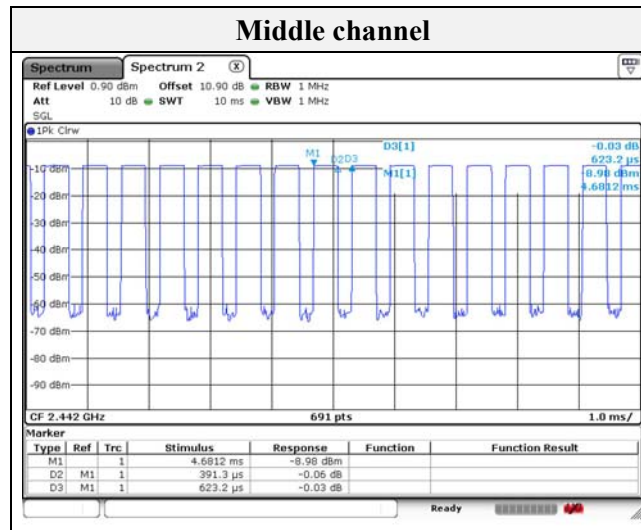 Middle channel
Spectrum Spectrum 2 X
Ref Level 0.90 dBm Offset 10.90 dB RBW 1 MHz
Att 10 dB SWT 10 ms VBW 1 MHz
SGL
1Pk Clrw
D3[1] -0.03 dB
623.2 µs
M1 D2 D3
-10 dBm M1[1] -8.98 dBm
4.6812 ms
-20 dBm
-30 dBm
-40 dBm
-50 dBm
-60 dBm
-70 dBm
-80 dBm
-90 dBm
CF 2.442 GHz 691 pts 1.0 ms/
Marker
Type Ref Trc Stimulus Response Function Function Result
M1 1 4.6812 ms -8.98 dBm
D2 M1 1 391.3 µs -0.06 dB
D3 M1 1 623.2 µs -0.03 dB
Ready